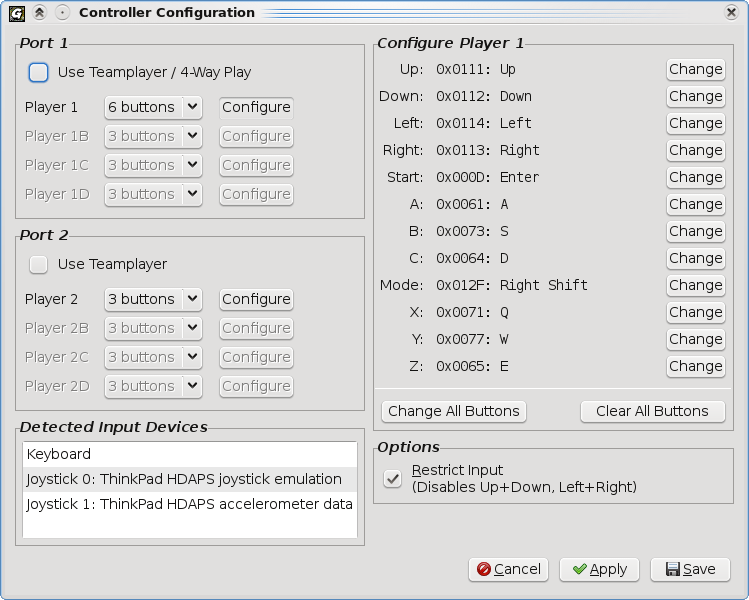 Controller Configuration
Port 1
Use Teamplayer / 4-Way Play
Player 1 6 buttons Configure
Player 1B 3 buttons Configure
Player 1C 3 buttons Configure
Player 1D 3 buttons Configure
Port 2
Use Teamplayer
Player 2 3 buttons Configure
Player 2B 3 buttons Configure
Player 2C 3 buttons Configure
Player 2D 3 buttons Configure
Detected Input Devices
Keyboard
Joystick 0: ThinkPad HDAPS joystick emulation
Joystick 1: ThinkPad HDAPS accelerometer data
Configure Player 1
Up: 0x0111: Up Change
Down: 0x0112: Down Change
Left: 0x0114: Left Change
Right: 0x0113: Right Change
Start: 0x000D: Enter Change
A: 0x0061: A Change
B: 0x0073: S Change
C: 0x0064: D Change
Mode: 0x012F: Right Shift Change
X: 0x0071: Q Change
Y: 0x0077: W Change
Z: 0x0065: E Change
Change All Buttons Clear All Buttons
Options
Restrict Input
(Disables Up+Down, Left+Right)
Cancel Apply Save